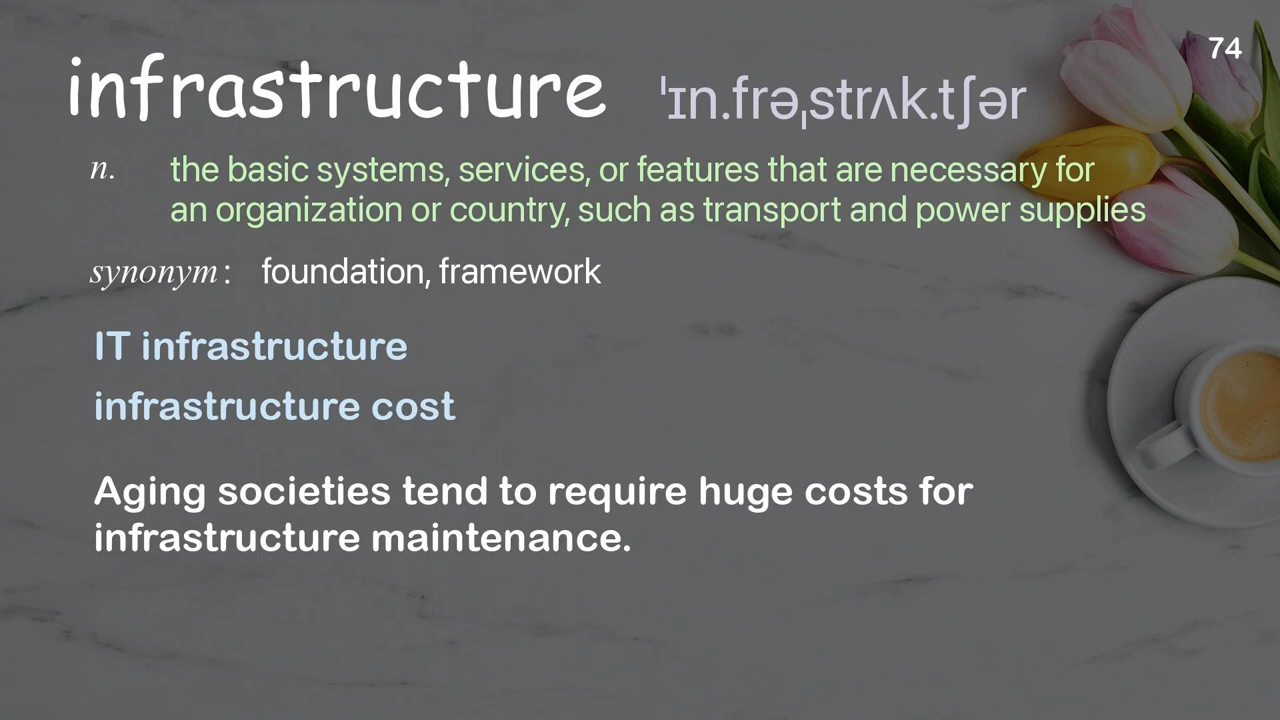 74
infrastructure ˈɪn.frəˌstrʌk.tʃər
n. the basic systems, services, or features that are necessary for
an organization or country, such as transport and power supplies
synonym: foundation, framework
IT infrastructure
infrastructure cost
Aging societies tend to require huge costs for
infrastructure maintenance.